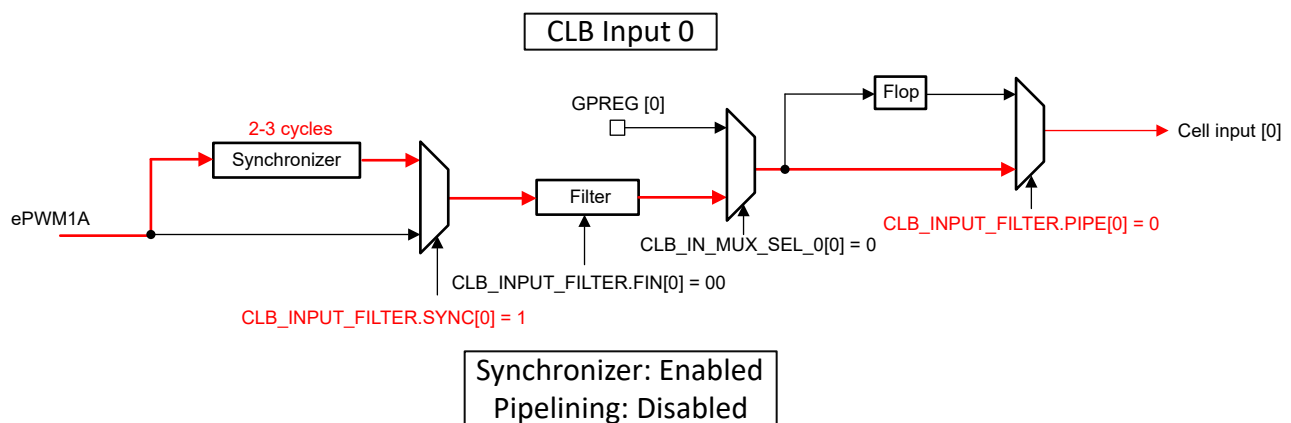 CLB Input 0
Flop
GPREG [0]
2-3 cycles
Synchronizer
Cell input [0]
Filter
ePWM1A
CLB_INPUT_FILTER.PIPE[0] = 0
CLB_IN_MUX_SEL_0[0] = 0
CLB_INPUT_FILTER.FIN[0] = 00
CLB_INPUT_FILTER.SYNC[0] = 1
Synchronizer: Enabled
Pipelining: Disabled